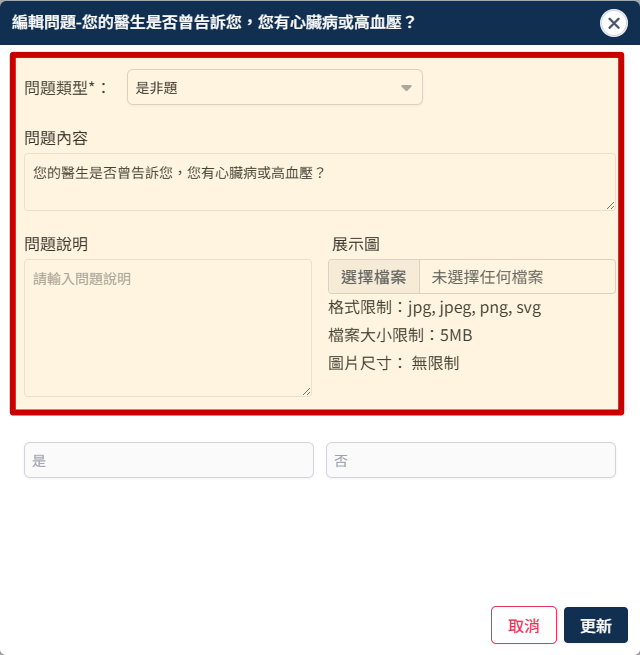 編輯問題-您的醫生是否曾告訴您，您有心臟病或高血壓？
問題類型*：
是非題
問題內容
您的醫生是否曾告訴您，您有心臟病或高血壓？
問題說明
展示圖
請輸入問題說明
選擇檔案 未選擇任何檔案
格式限制：jpg, jpeg, png, svg
檔案大小限制：5MB
圖片尺寸： 無限制
是
否
取消
更新